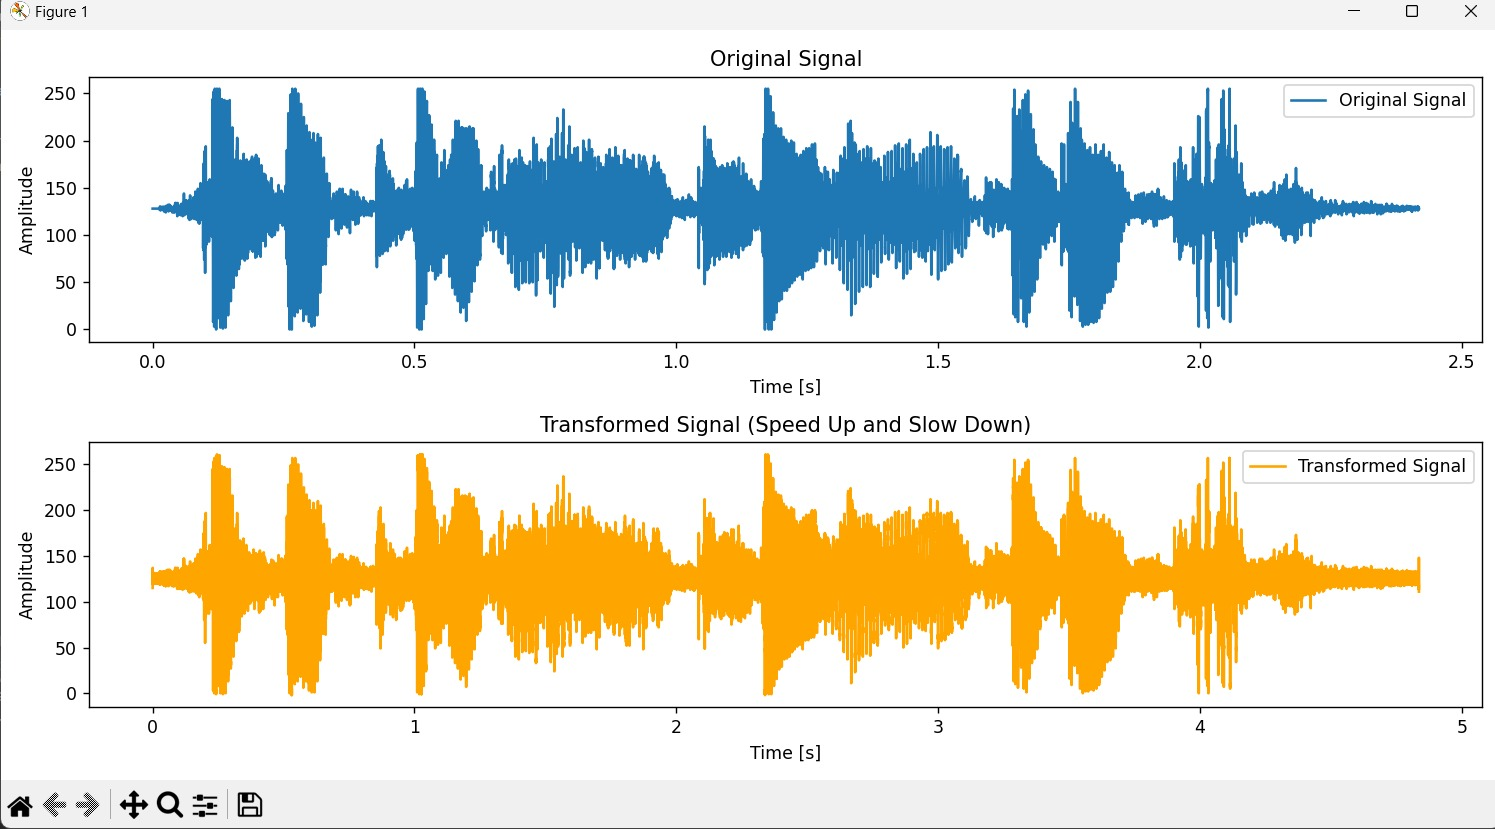 Figure 1
Original Signal
250
200
150
100
50
0
Amplitude
Original Signal
0.0 0.5 1.0 1.5 2.0 2.5
Time [s]
Transformed Signal (Speed Up and Slow Down)
250
200
150
100
50
0
Amplitude
Transformed Signal
0 1 2 3 4 5
Time [s]